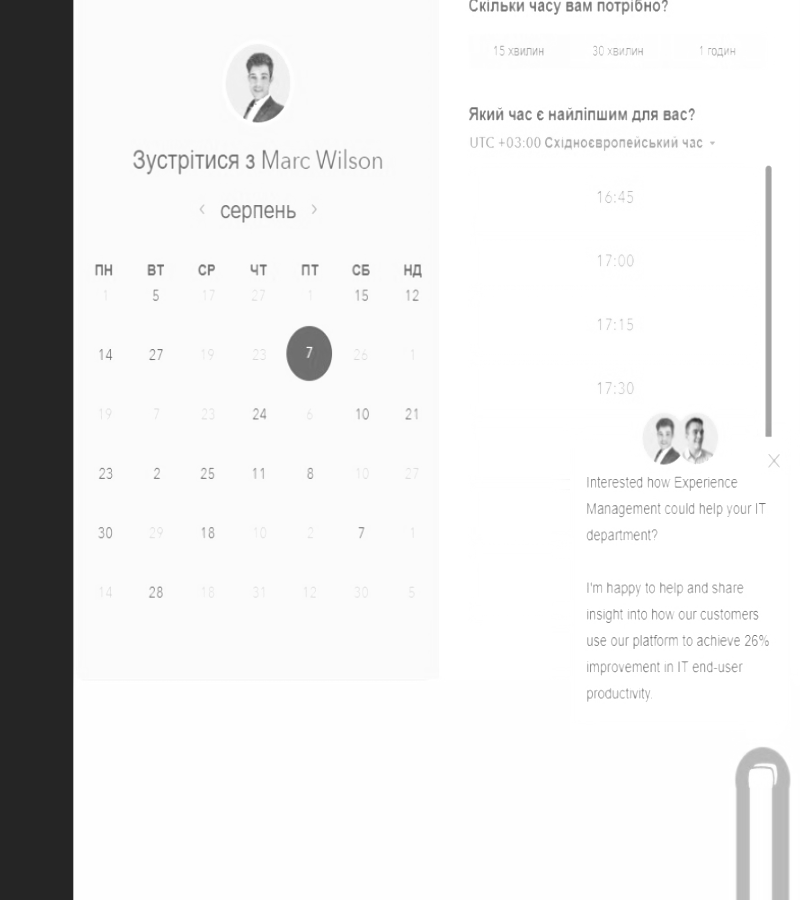 Скільки часу вам потрібно?
15 хвилин 30 хвилин 1 годин
Який час є найліпшим для вас?
UTC +03:00 Східноєвропейський час
16:45
17:00
17:15
17:30
Зустрітися з Marc Wilson
серпень
ПН ВТ СР ЧТ ПТ СБ НД
1 5 17 27 1 15 12
14 27 19 23 7 26 1
19 7 23 24 6 10 21
23 2 25 11 8 10 27
30 29 18 10 2 7 1
14 28 18 31 12 30 5
Interested how Experience
Management could help your IT
department?
I'm happy to help and share
insight into how our customers
use our platform to achieve 26%
improvement in IT end-user
productivity.